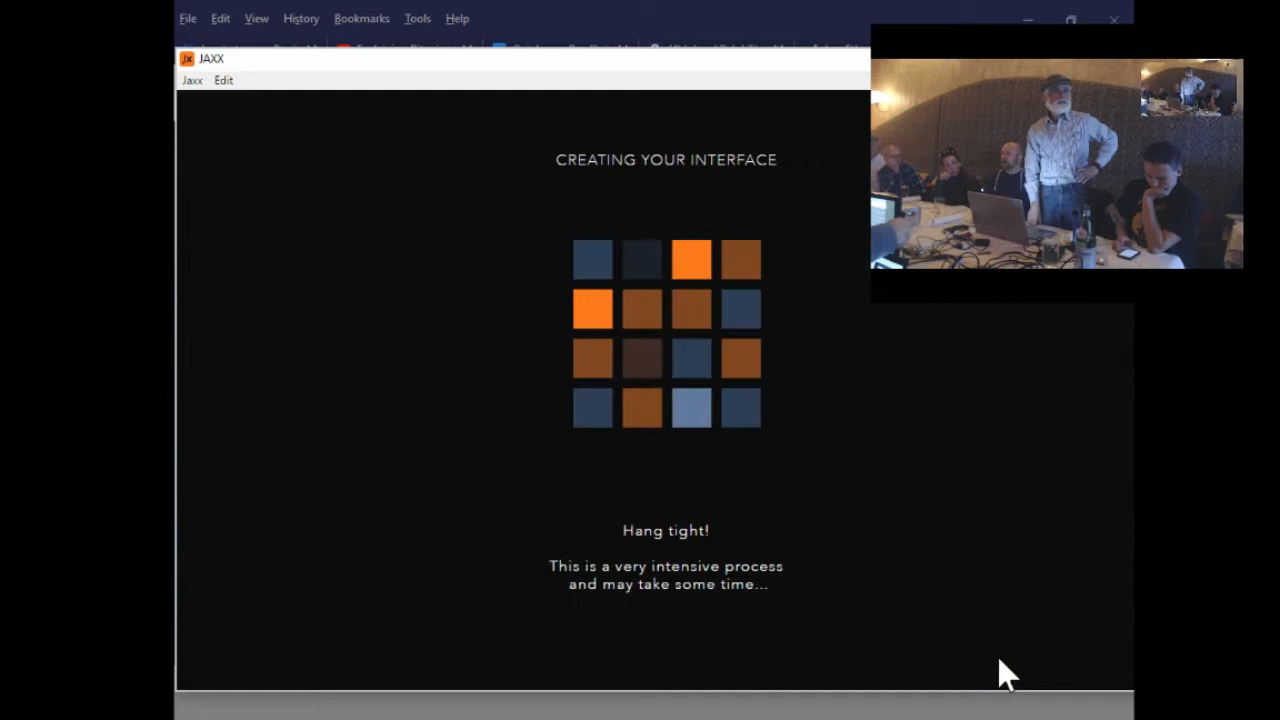 File Edit View History Bookmarks Tools Help
Jx JAXX
Jaxx Edit
CREATING YOUR INTERFACE
Hang tight!
This is a very intensive process
and may take some time...